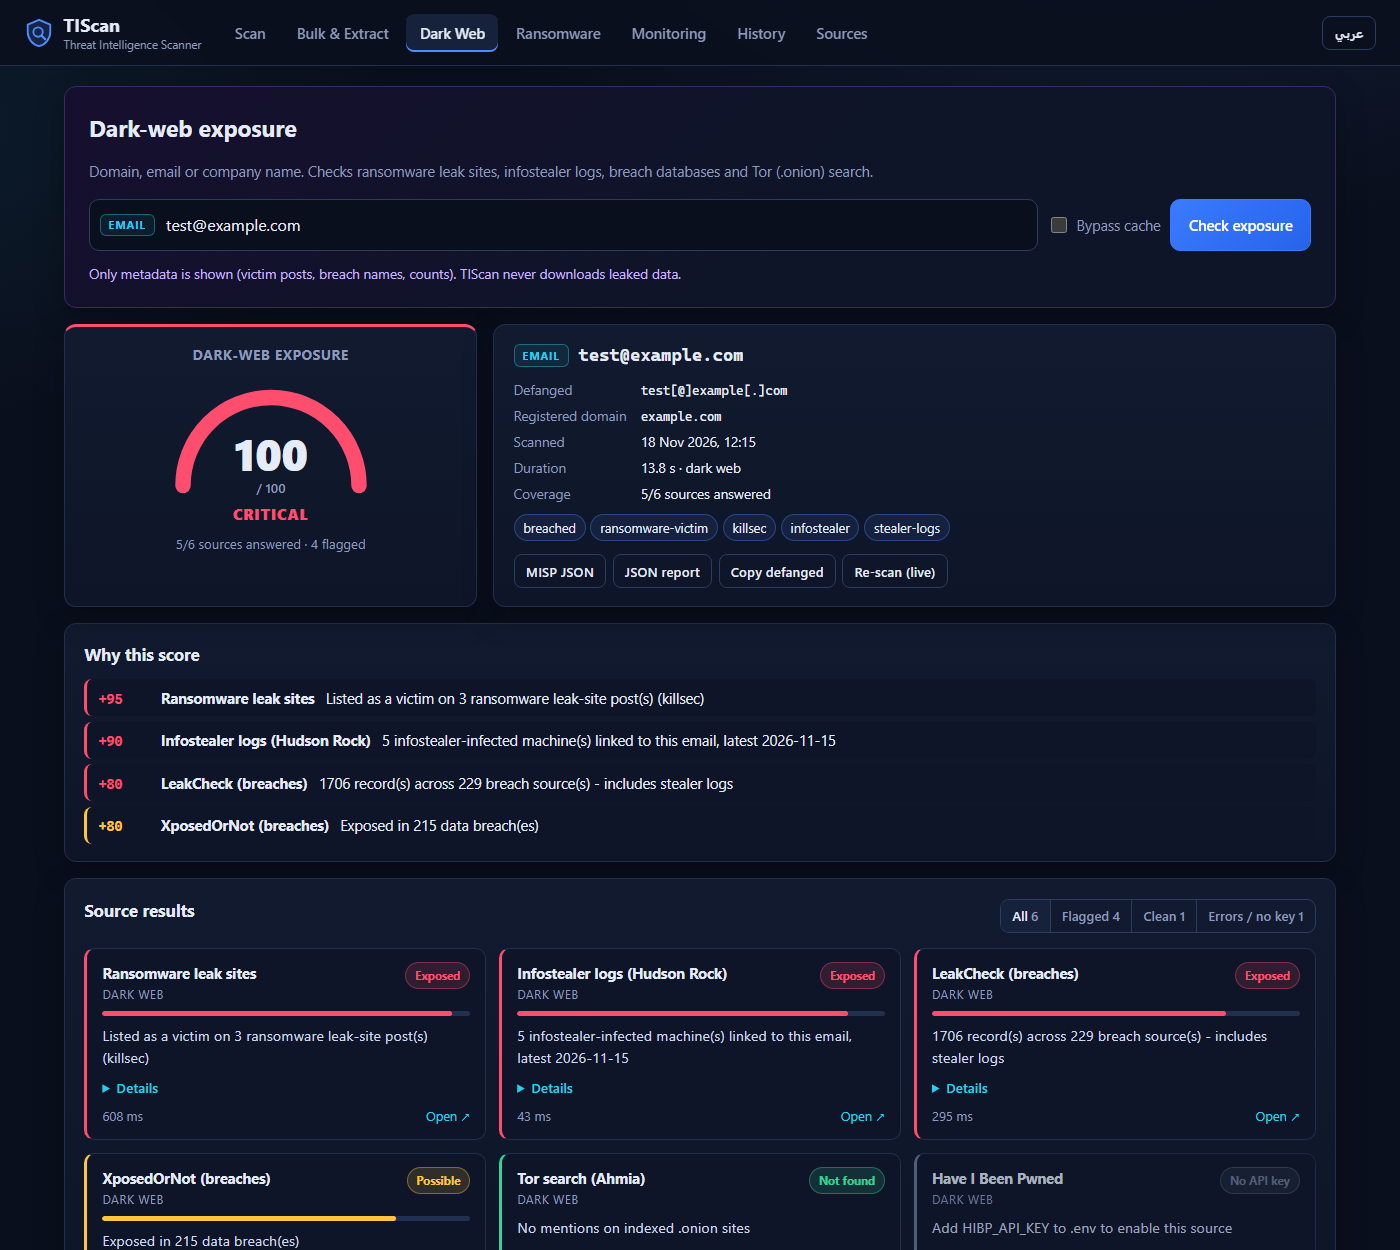 TIScan
Threat Intelligence Scanner
Scan
Bulk & Extract
Dark Web
Ransomware
Monitoring
History
Sources
عربي
Dark-web exposure
Domain, email or company name. Checks ransomware leak sites, infostealer logs, breach databases and Tor (.onion) search.
EMAIL test@example.com
Bypass cache
Check exposure
Only metadata is shown (victim posts, breach names, counts). TIScan never downloads leaked data.
DARK-WEB EXPOSURE
100
/ 100
CRITICAL
5/6 sources answered · 4 flagged
EMAIL test@example.com
Defanged test[@]example[.]com
Registered domain example.com
Scanned 18 Nov 2026, 12:15
Duration 13.8 s · dark web
Coverage 5/6 sources answered
breached ransomware-victim killsec infostealer stealer-logs
MISP JSON JSON report Copy defanged Re-scan (live)
Why this score
+95 Ransomware leak sites Listed as a victim on 3 ransomware leak-site post(s) (killsec)
+90 Infostealer logs (Hudson Rock) 5 infostealer-infected machine(s) linked to this email, latest 2026-11-15
+80 LeakCheck (breaches) 1706 record(s) across 229 breach source(s) - includes stealer logs
+80 XposedOrNot (breaches) Exposed in 215 data breach(es)
Source results
All 6 Flagged 4 Clean 1 Errors / no key 1
Ransomware leak sites Exposed
DARK WEB
Listed as a victim on 3 ransomware leak-site post(s)
(killsec)
▶ Details
608 ms Open ↗
Infostealer logs (Hudson Rock) Exposed
DARK WEB
5 infostealer-infected machine(s) linked to this email,
latest 2026-11-15
▶ Details
43 ms Open ↗
LeakCheck (breaches) Exposed
DARK WEB
1706 record(s) across 229 breach source(s) - includes
stealer logs
▶ Details
295 ms Open ↗
XposedOrNot (breaches) Possible
DARK WEB
Exposed in 215 data breach(es)
Tor search (Ahmia) Not found
DARK WEB
No mentions on indexed .onion sites
Have I Been Pwned No API key
DARK WEB
Add HIBP_API_KEY to .env to enable this source